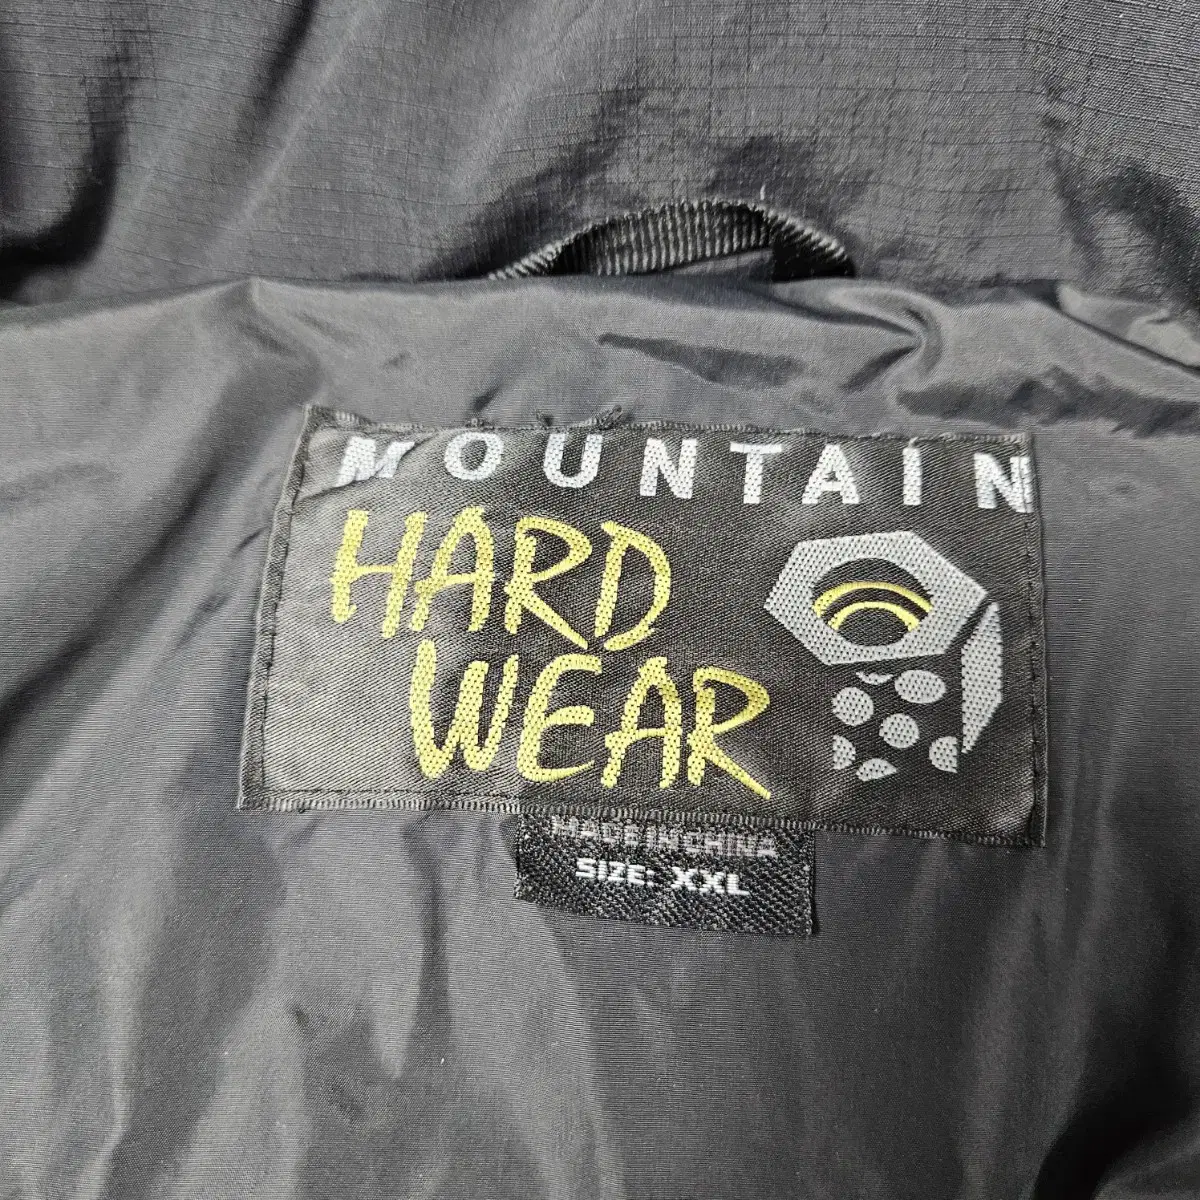 MOUNTAIN
HARD
WEAR
MADE IN CHINA
SIZE: XXL